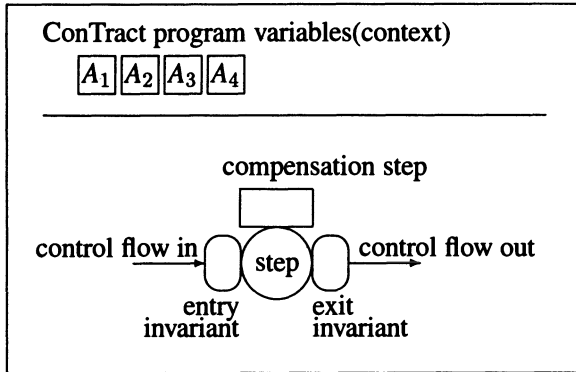 ConTract program variables(context)
A₁ A₂ A₃ A₄
compensation step
control flow in
step
control flow out
entry
invariant
exit
invariant